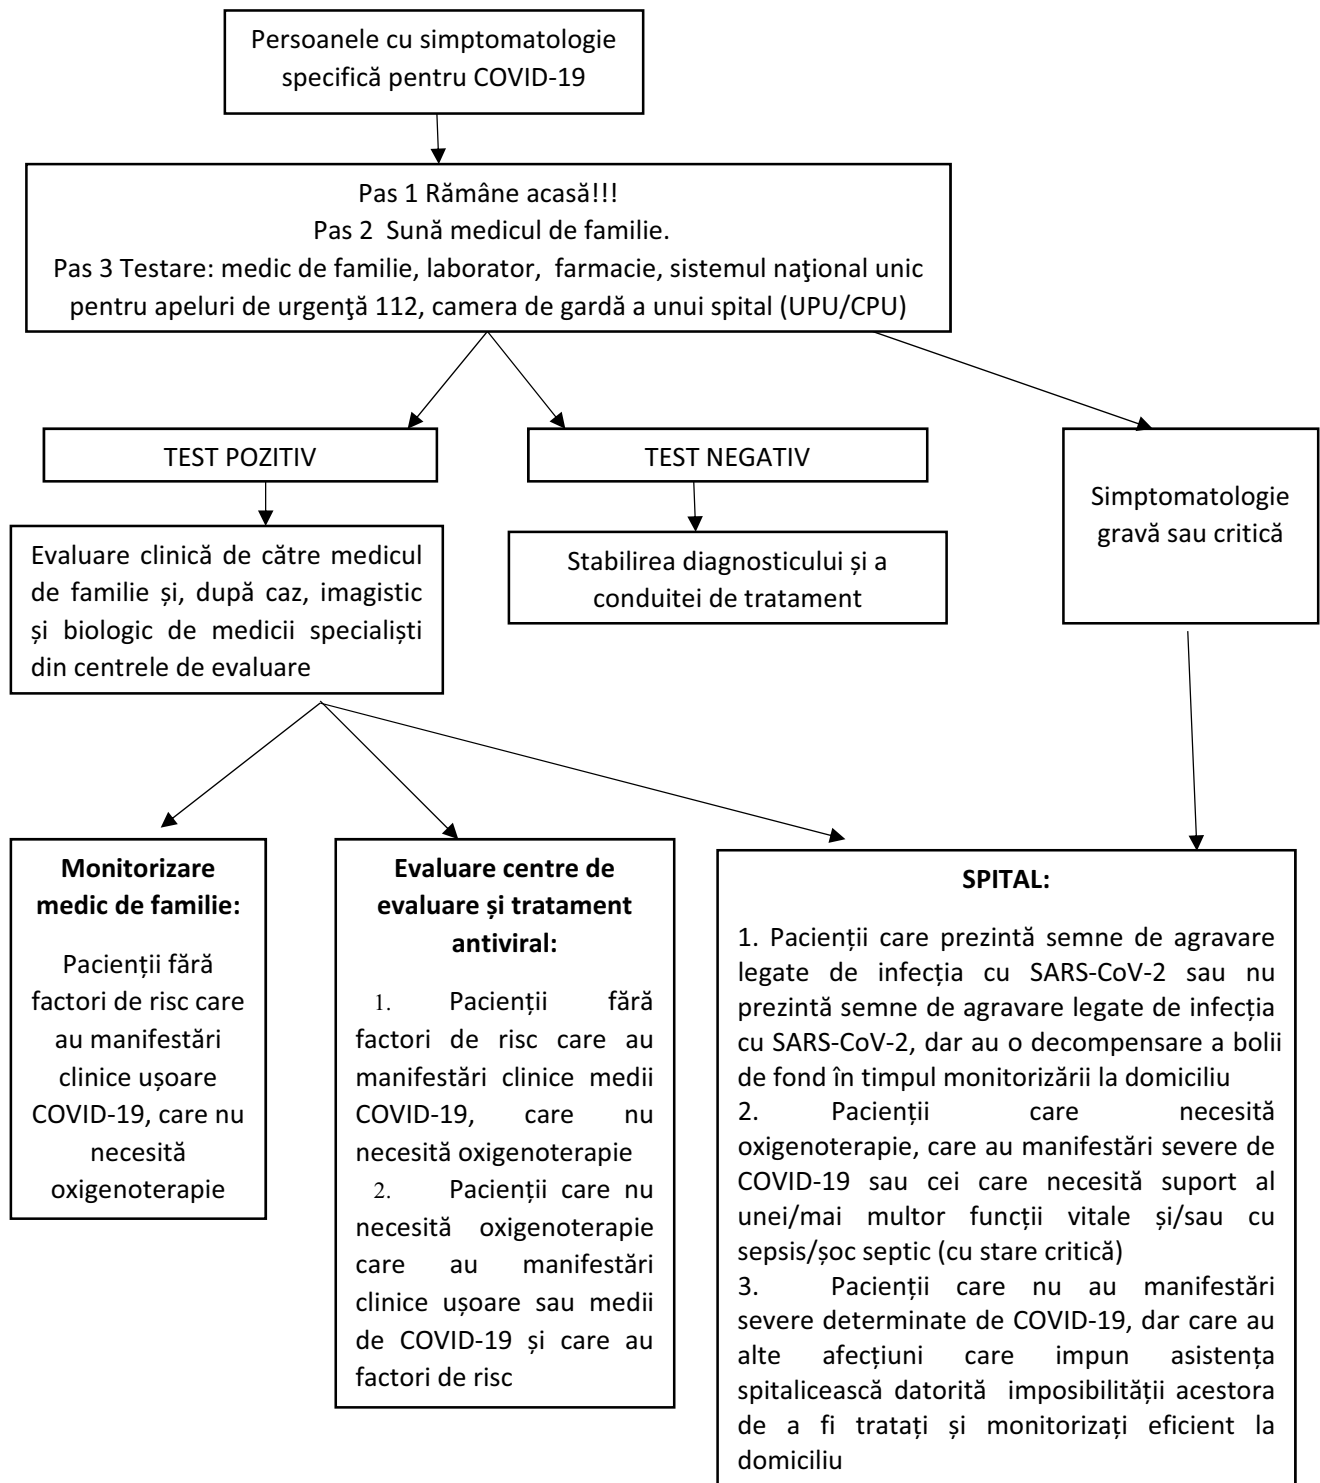 Persoanele cu simptomatologie
specifică pentru COVID-19
Pas 1 Rămâne acasă!!!
Pas 2 Sună medicul de familie.
Pas 3 Testare: medic de familie, laborator, farmacie, sistemul naţional unic
pentru apeluri de urgenţă 112, camera de gardă a unui spital (UPU/CPU)
TEST POZITIV
TEST NEGATIV
Simptomatologie
gravă sau critică
Evaluare clinică de către medicul
de familie și, după caz, imagistic
și biologic de medicii specialiști
din centrele de evaluare
Stabilirea diagnosticului și a
conduitei de tratament
Monitorizare
medic de familie:
Pacienții fără
factori de risc care
au manifestări
clinice ușoare
COVID-19, care nu
necesită
oxigenoterapie
Evaluare centre de
evaluare și tratament
antiviral:
1. Pacienții fără
factori de risc care au
manifestări clinice medii
COVID-19, care nu
necesită oxigenoterapie
2. Pacienții care nu
necesită oxigenoterapie
care au manifestări
clinice ușoare sau medii
de COVID-19 și care au
factori de risc
SPITAL:
1. Pacienții care prezintă semne de agravare
legate de infecția cu SARS-CoV-2 sau nu
prezintă semne de agravare legate de infecția
cu SARS-CoV-2, dar au o decompensare a bolii
de fond în timpul monitorizării la domiciliu
2. Pacienții care necesită
oxigenoterapie, care au manifestări severe de
COVID-19 sau cei care necesită suport al
unei/mai multor funcții vitale și/sau cu
sepsis/șoc septic (cu stare critică)
3. Pacienții care nu au manifestări
severe determinate de COVID-19, dar care au
alte afecțiuni care impun asistența
spitalicească datorită imposibilității acestora
de a fi tratați și monitorizați eficient la
domiciliu